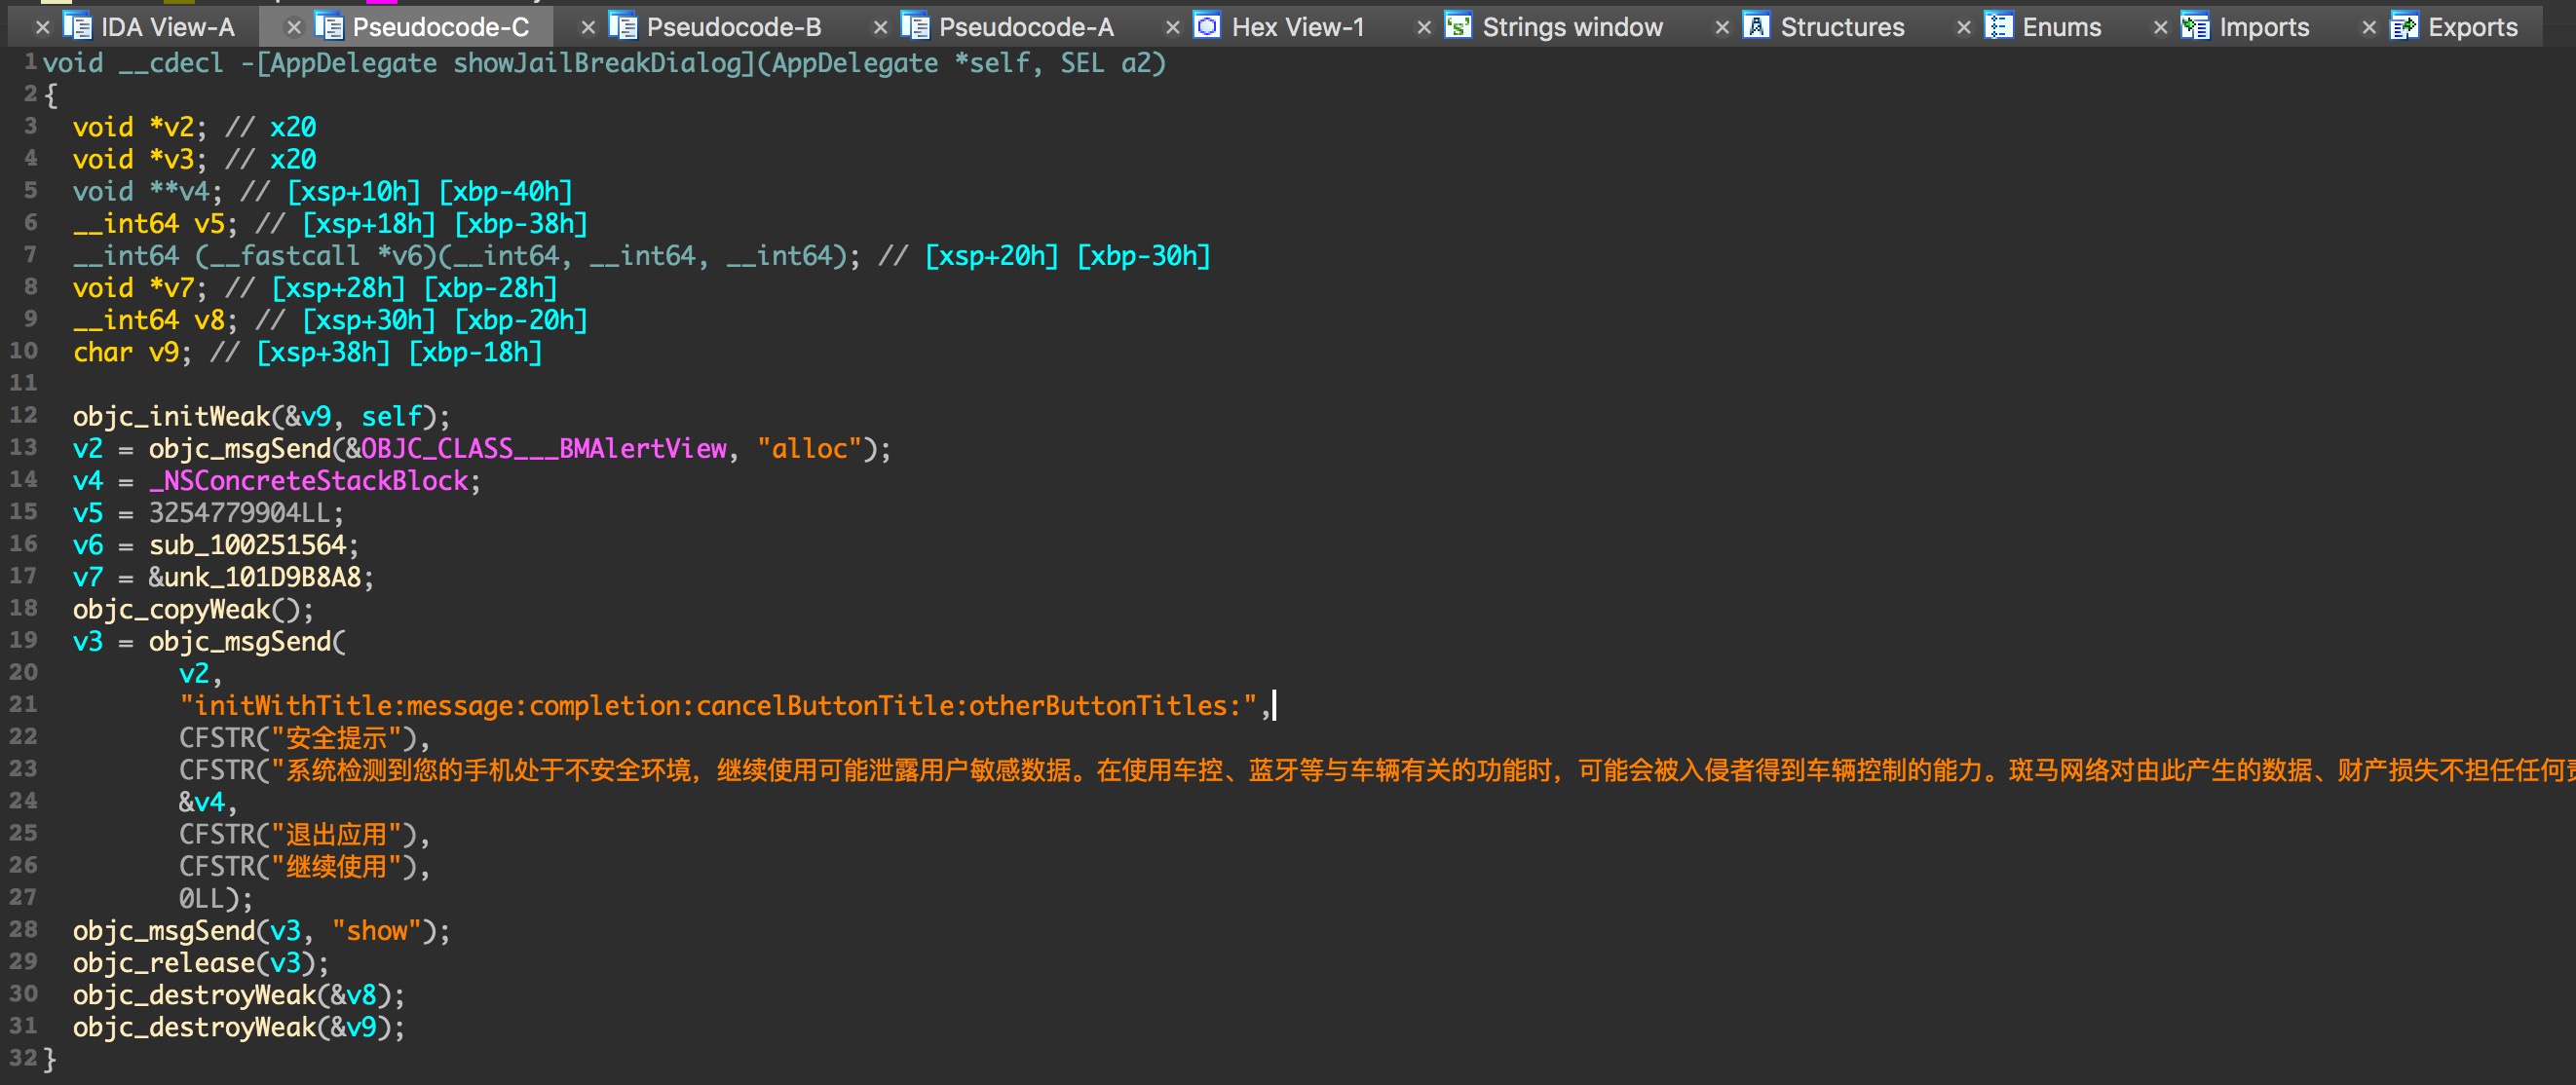 IDA View-A Pseudocode-C Pseudocode-B Pseudocode-A Hex View-1 Strings window Structures Enums Imports Exports
1 void __cdecl -[AppDelegate showJailBreakDialog](AppDelegate *self, SEL a2)
2 {
3 void *v2; // x20
4 void *v3; // x20
5 void **v4; // [xsp+10h] [xbp-40h]
6 __int64 v5; // [xsp+18h] [xbp-38h]
7 __int64 (__fastcall *v6)(__int64, __int64, __int64); // [xsp+20h] [xbp-30h]
8 void *v7; // [xsp+28h] [xbp-28h]
9 __int64 v8; // [xsp+30h] [xbp-20h]
10 char v9; // [xsp+38h] [xbp-18h]
11
12 objc_initWeak(&v9, self);
13 v2 = objc_msgSend(&OBJC_CLASS___BMAlertView, "alloc");
14 v4 = _NSConcreteStackBlock;
15 v5 = 3254779904LL;
16 v6 = sub_100251564;
17 v7 = &unk_101D9B8A8;
18 objc_copyWeak();
19 v3 = objc_msgSend(
20 v2,
21 "initWithTitle:message:completion:cancelButtonTitle:otherButtonTitles:",
22 CFSTR("安全提示"),
23 CFSTR("系统检测到您的手机处于不安全环境，继续使用可能泄露用户敏感数据。在使用车控、蓝牙等与车辆有关的功能时，可能会被入侵者得到车辆控制的能力。斑马网络对由此产生的数据、财产损失不担任任何
24 &v4,
25 CFSTR("退出应用"),
26 CFSTR("继续使用"),
27 0LL);
28 objc_msgSend(v3, "show");
29 objc_release(v3);
30 objc_destroyWeak(&v8);
31 objc_destroyWeak(&v9);
32 }